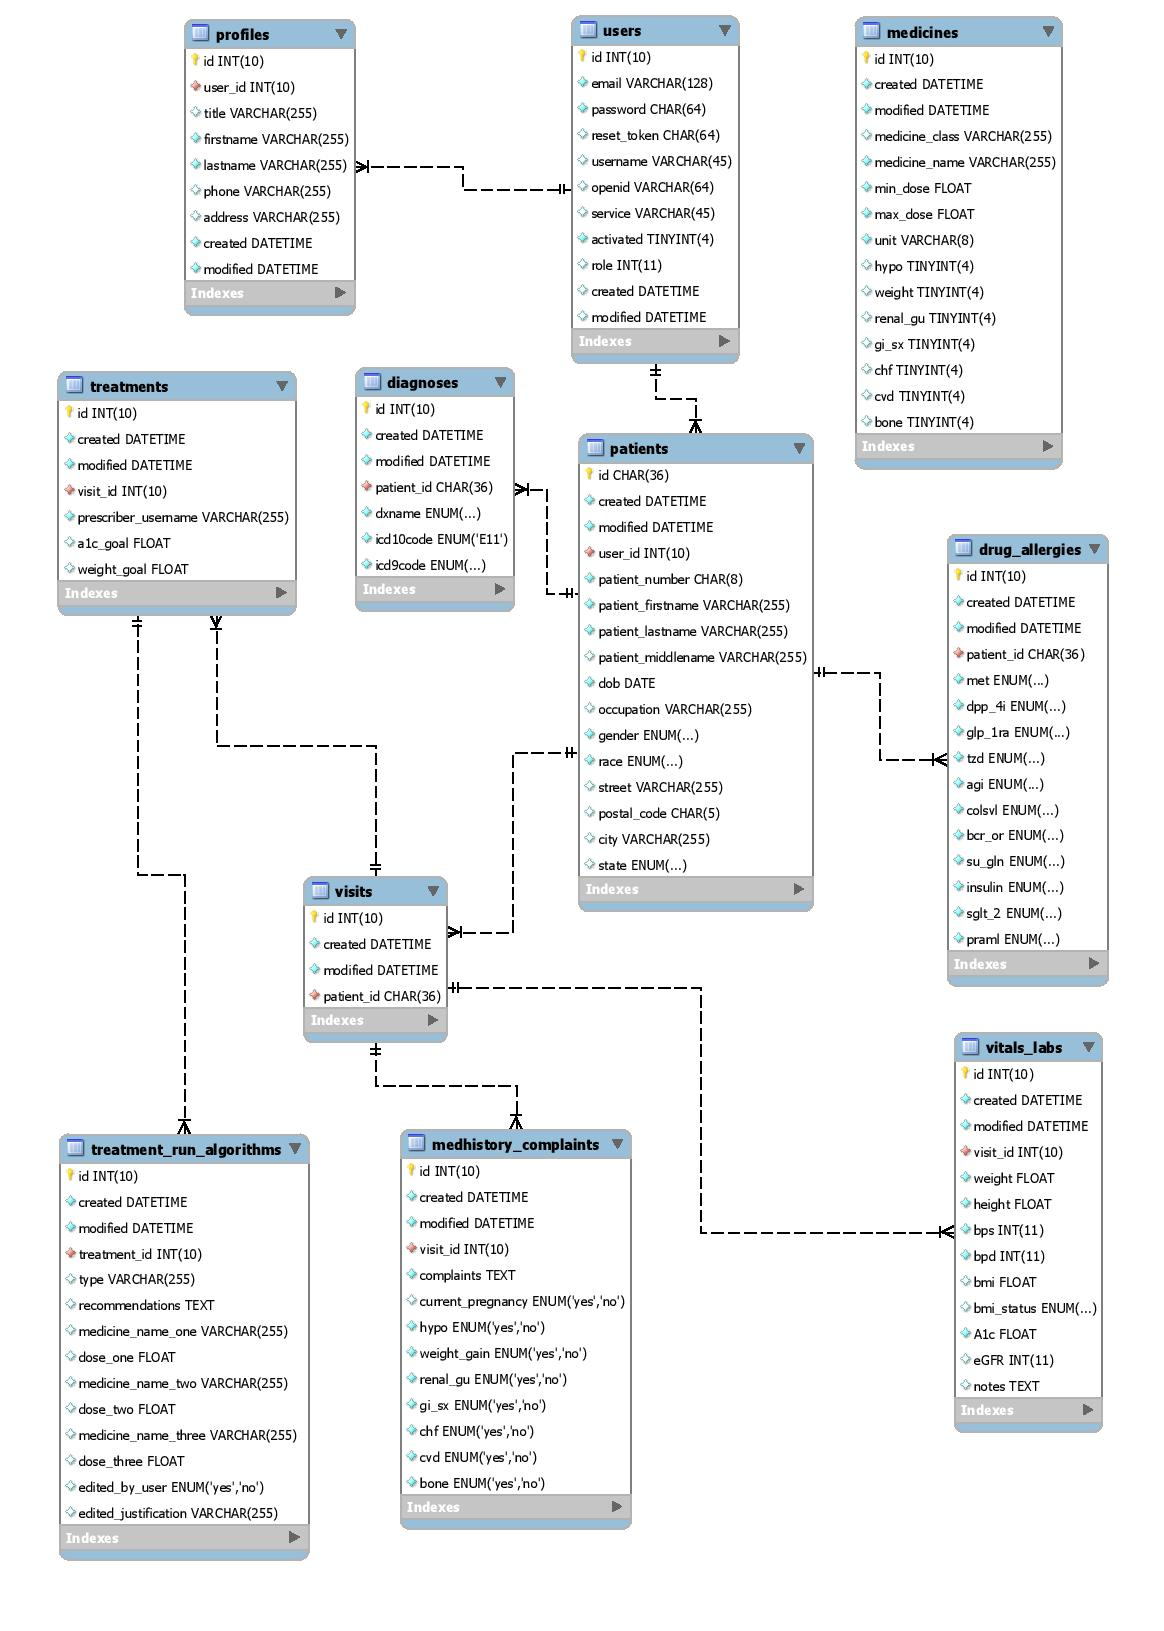 profiles
id INT(10)
user_id INT(10)
title VARCHAR(255)
firstname VARCHAR(255)
lastname VARCHAR(255)
phone VARCHAR(255)
address VARCHAR(255)
created DATETIME
modified DATETIME
Indexes
users
id INT(10)
email VARCHAR(128)
password CHAR(64)
reset_token CHAR(64)
username VARCHAR(45)
openid VARCHAR(64)
service VARCHAR(45)
activated TINYINT(4)
role INT(11)
created DATETIME
modified DATETIME
Indexes
medicines
id INT(10)
created DATETIME
modified DATETIME
medicine_class VARCHAR(255)
medicine_name VARCHAR(255)
min_dose FLOAT
max_dose FLOAT
unit VARCHAR(8)
hypo TINYINT(4)
weight TINYINT(4)
renal_gu TINYINT(4)
gi_sx TINYINT(4)
chf TINYINT(4)
cvd TINYINT(4)
bone TINYINT(4)
Indexes
treatments
id INT(10)
created DATETIME
modified DATETIME
visit_id INT(10)
prescriber_username VARCHAR(255)
a1c_goal FLOAT
weight_goal FLOAT
Indexes
diagnoses
id INT(10)
created DATETIME
modified DATETIME
patient_id CHAR(36)
dxname ENUM(...)
icd10code ENUM('E11')
icd9code ENUM(...)
Indexes
patients
id CHAR(36)
created DATETIME
modified DATETIME
user_id INT(10)
patient_number CHAR(8)
patient_firstname VARCHAR(255)
patient_lastname VARCHAR(255)
patient_middlename VARCHAR(255)
dob DATE
occupation VARCHAR(255)
gender ENUM(...)
race ENUM(...)
street VARCHAR(255)
postal_code CHAR(5)
city VARCHAR(255)
state ENUM(...)
Indexes
drug_allergies
id INT(10)
created DATETIME
modified DATETIME
patient_id CHAR(36)
met ENUM(...)
dpp_4i ENUM(...)
glp_1ra ENUM(...)
tzd ENUM(...)
agi ENUM(...)
colsvl ENUM(...)
bcr_or ENUM(...)
su_gln ENUM(...)
insulin ENUM(...)
sglt_2 ENUM(...)
praml ENUM(...)
Indexes
visits
id INT(10)
created DATETIME
modified DATETIME
patient_id CHAR(36)
Indexes
vitals_labs
id INT(10)
created DATETIME
modified DATETIME
visit_id INT(10)
weight FLOAT
height FLOAT
bps INT(11)
bpd INT(11)
bmi FLOAT
bmi_status ENUM(...)
A1c FLOAT
eGFR INT(11)
notes TEXT
Indexes
treatment_run_algorithms
id INT(10)
created DATETIME
modified DATETIME
treatment_id INT(10)
type VARCHAR(255)
recommendations TEXT
medicine_name_one VARCHAR(255)
dose_one FLOAT
medicine_name_two VARCHAR(255)
dose_two FLOAT
medicine_name_three VARCHAR(255)
dose_three FLOAT
edited_by_user ENUM('yes','no')
edited_justification VARCHAR(255)
Indexes
medhistory_complaints
id INT(10)
created DATETIME
modified DATETIME
visit_id INT(10)
complaints TEXT
current_pregnancy ENUM('yes','no')
hypo ENUM('yes','no')
weight_gain ENUM('yes','no')
renal_gu ENUM('yes','no')
gi_sx ENUM('yes','no')
chf ENUM('yes','no')
cvd ENUM('yes','no')
bone ENUM('yes','no')
Indexes